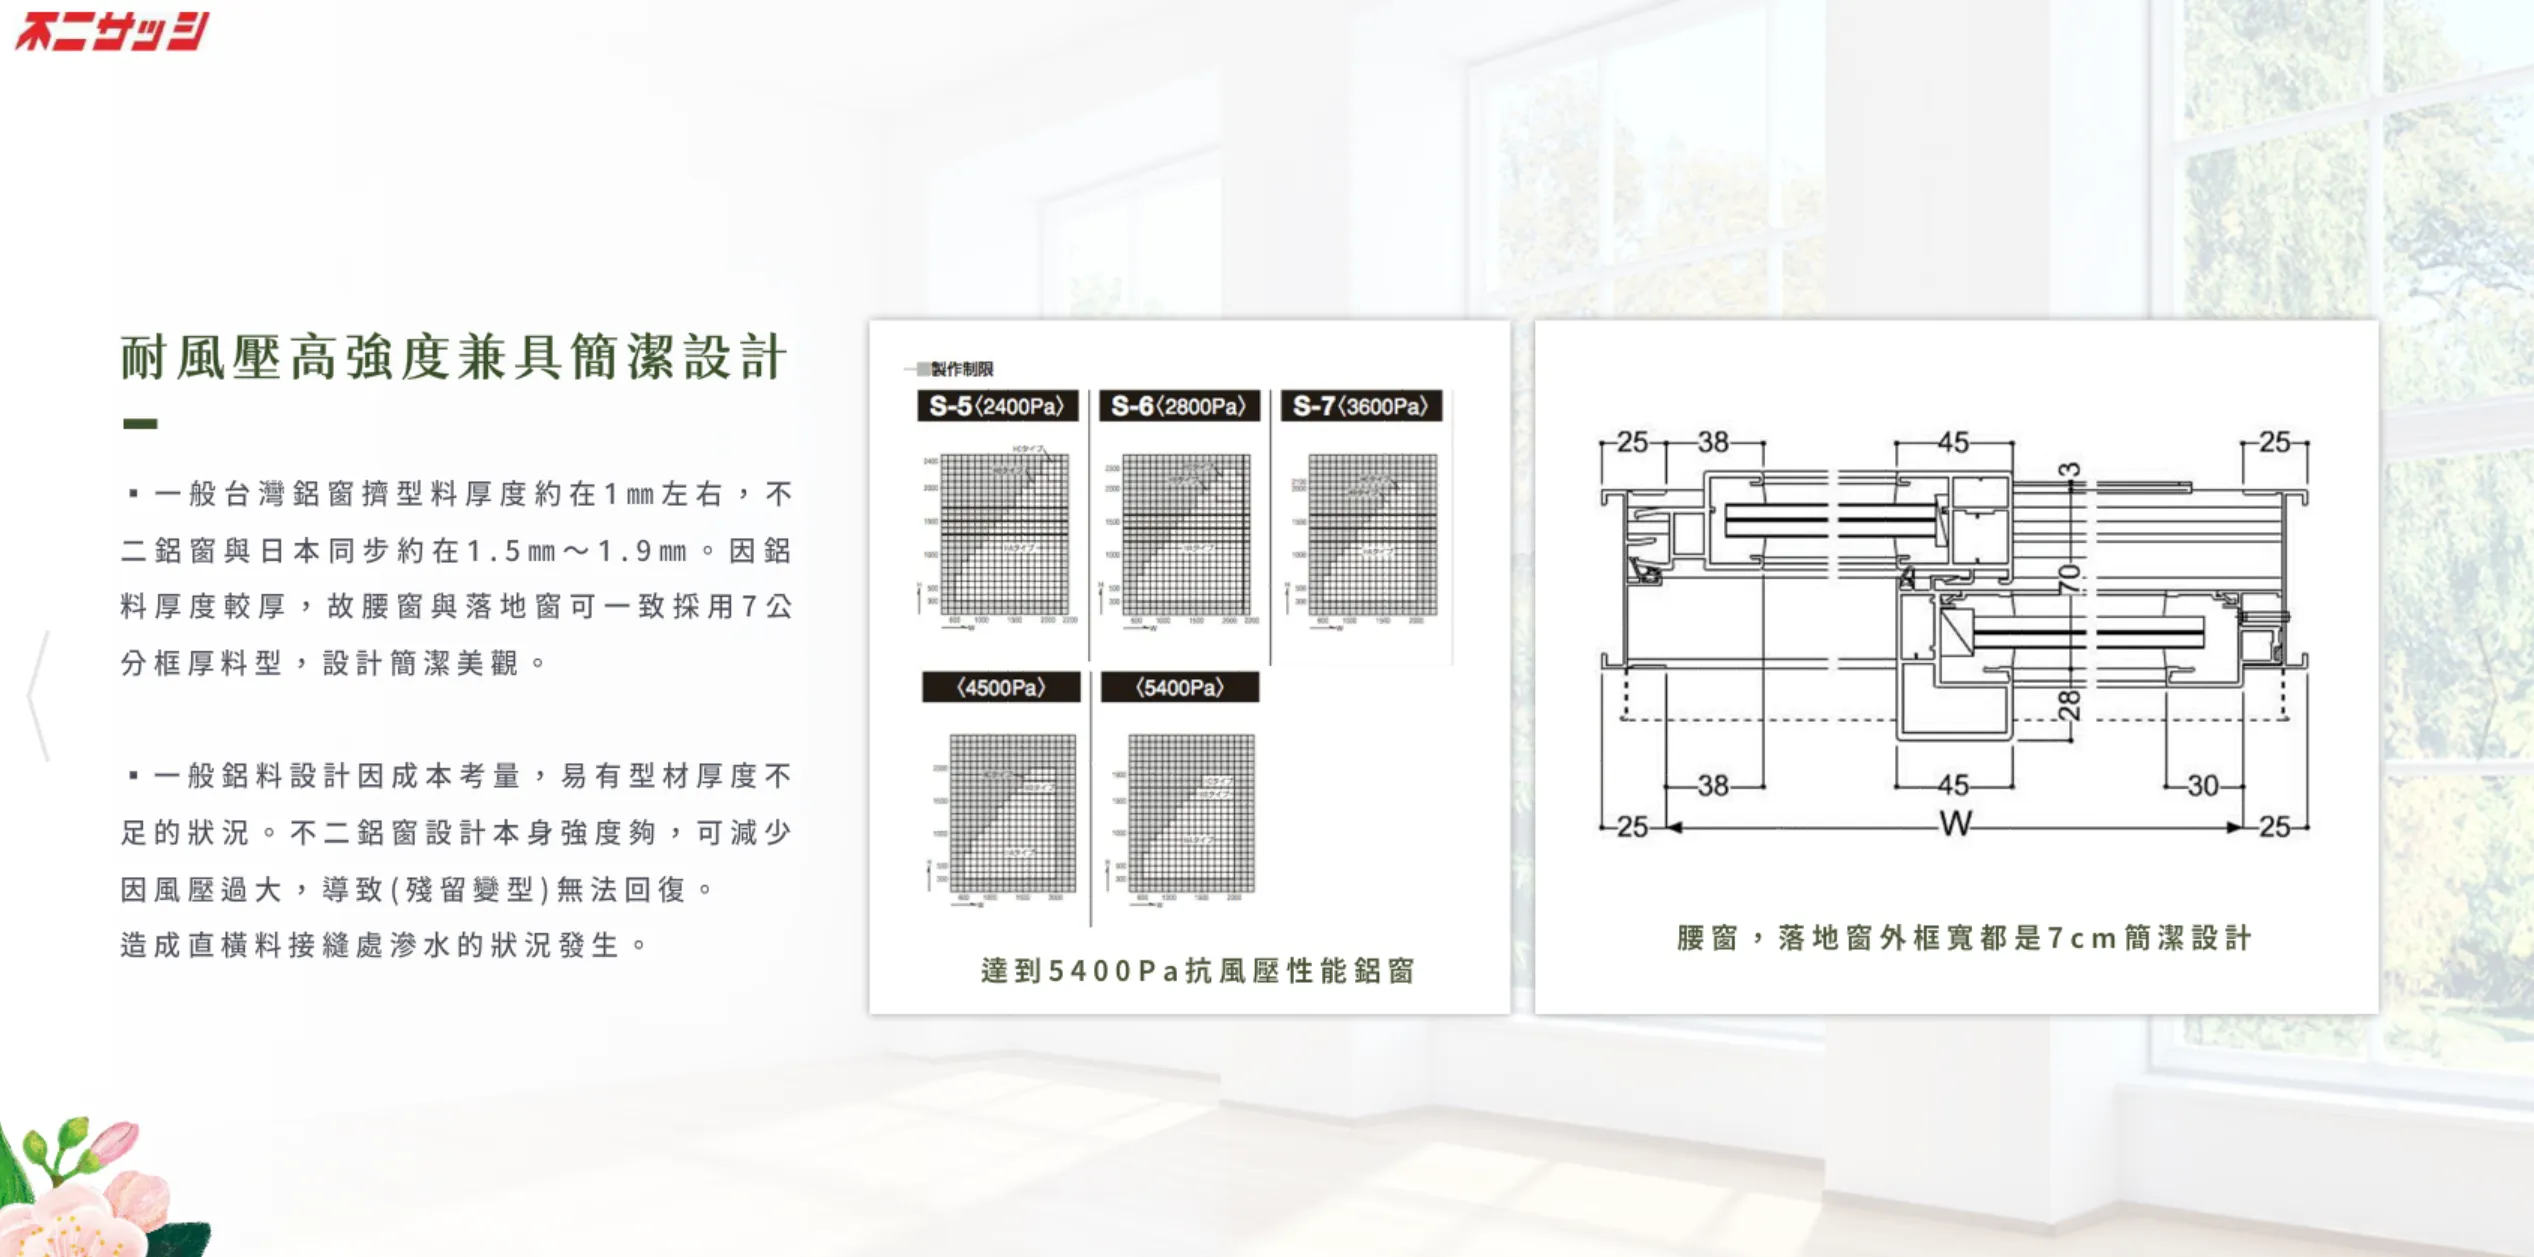 不二サッシ
耐風壓高強度兼具簡潔設計
▪一般台灣鋁窗擠型料厚度約在1㎜左右，不
二鋁窗與日本同步約在1.5㎜～1.9㎜。因鋁
料厚度較厚，故腰窗與落地窗可一致採用7公
分框厚料型，設計簡潔美觀。
▪一般鋁料設計因成本考量，易有型材厚度不
足的狀況。不二鋁窗設計本身強度夠，可減少
因風壓過大，導致(殘留變型)無法回復。
造成直橫料接縫處滲水的狀況發生。
製作制限
S-5〈2400Pa〉
S-6〈2800Pa〉
S-7〈3600Pa〉
〈4500Pa〉
〈5400Pa〉
達到5400Pa抗風壓性能鋁窗
25 38 45 25
3
70
28
38 45 30
25 W 25
腰窗，落地窗外框寬都是7cm簡潔設計